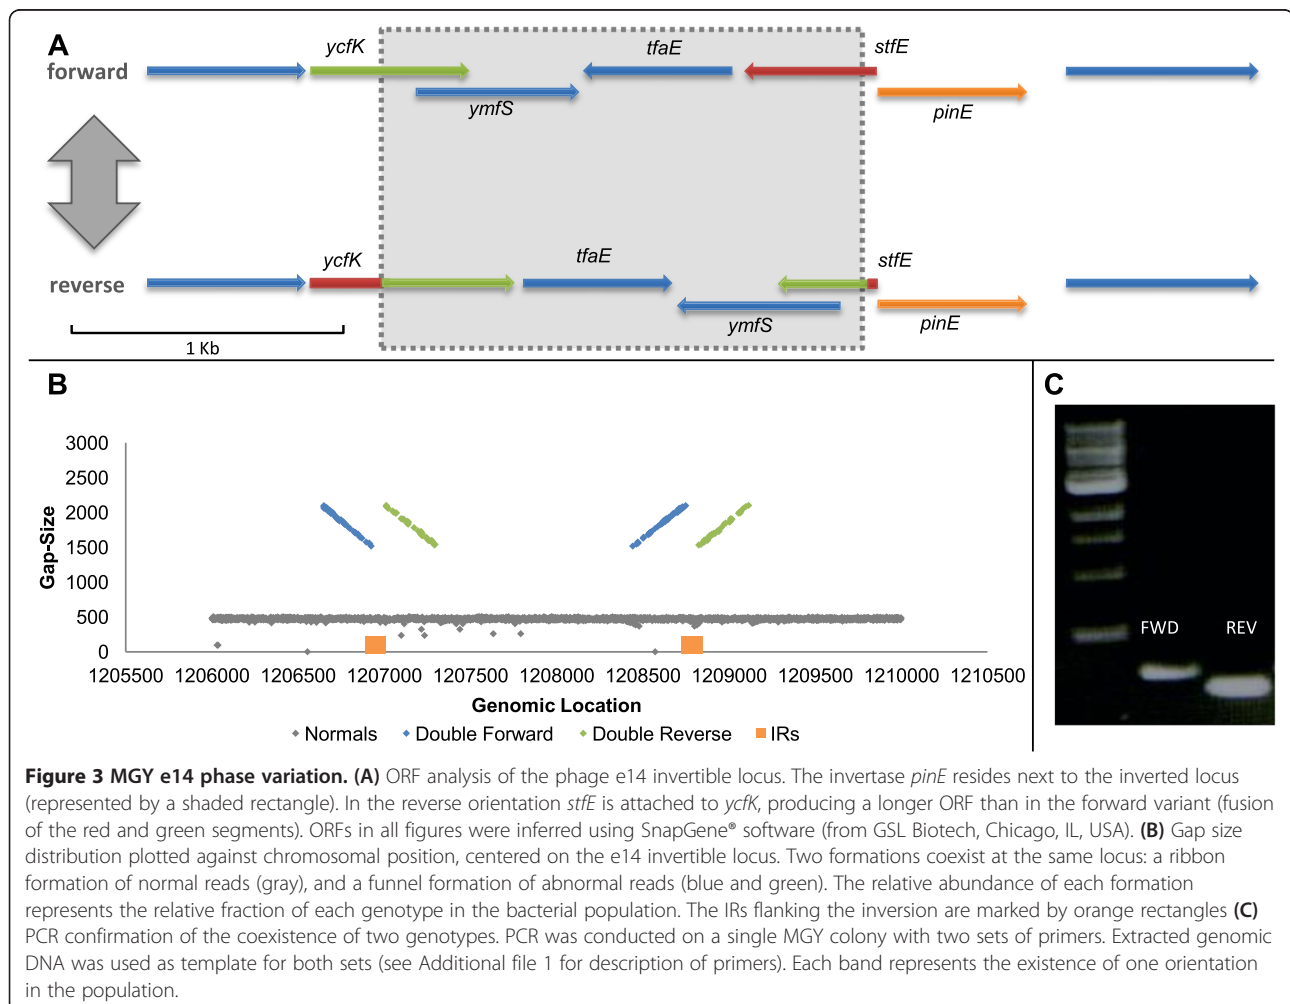 A
forward
ycfK
tfaE
stfE
ymfS
pinE
reverse
ycfK
tfaE
stfE
ymfS
pinE
1 Kb
B
Gap-Size
3000
2500
2000
1500
1000
500
0
1205500 1206000 1206500 1207000 1207500 1208000 1208500 1209000 1209500 1210000 1210500
Genomic Location
Normals Double Forward Double Reverse IRs
C
FWD REV
Figure 3 MGY e14 phase variation. (A) ORF analysis of the phage e14 invertible locus. The invertase pinE resides next to the inverted locus
(represented by a shaded rectangle). In the reverse orientation stfE is attached to ycfK, producing a longer ORF than in the forward variant (fusion
of the red and green segments). ORFs in all figures were inferred using SnapGene® software (from GSL Biotech, Chicago, IL, USA). (B) Gap size
distribution plotted against chromosomal position, centered on the e14 invertible locus. Two formations coexist at the same locus: a ribbon
formation of normal reads (gray), and a funnel formation of abnormal reads (blue and green). The relative abundance of each formation
represents the relative fraction of each genotype in the bacterial population. The IRs flanking the inversion are marked by orange rectangles (C)
PCR confirmation of the coexistence of two genotypes. PCR was conducted on a single MGY colony with two sets of primers. Extracted genomic
DNA was used as template for both sets (see Additional file 1 for description of primers). Each band represents the existence of one orientation
in the population.